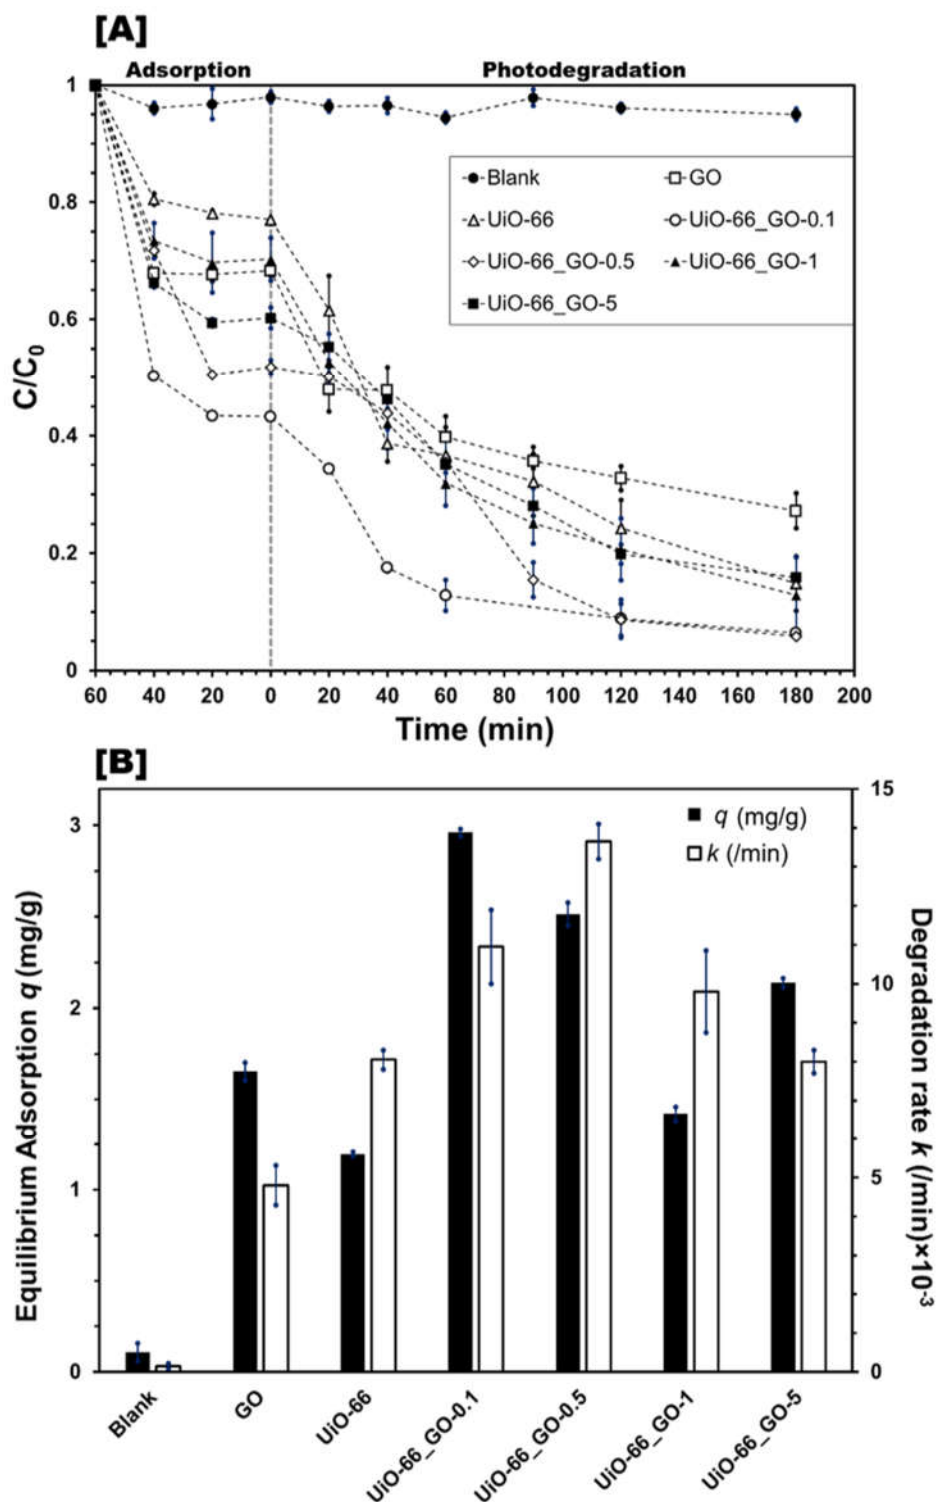 [A]
Adsorption Photodegradation
1
0.8
0.6
0.4
0.2
0
C/C0
Blank GO
UiO-66 UiO-66_GO-0.1
UiO-66_GO-0.5 UiO-66_GO-1
UiO-66_GO-5
60 40 20 0 20 40 60 80 100 120 140 160 180 200
Time (min)
[B]
3
2
1
0
Equilibrium Adsorption q (mg/g)
q (mg/g)
k (/min)
15
10
5
0
Degradation rate k (/min)×10-3
Blank
GO
UiO-66
UiO-66_GO-0.1
UiO-66_GO-0.5
UiO-66_GO-1
UiO-66_GO-5